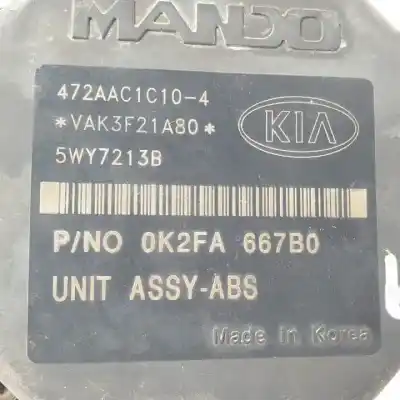 MANDO
472AAC1C10-4
*VAK3F21A80*
KIA
5WY7213B
P/NO 0K2FA 667B0
UNIT ASSY-ABS
Made In Korea